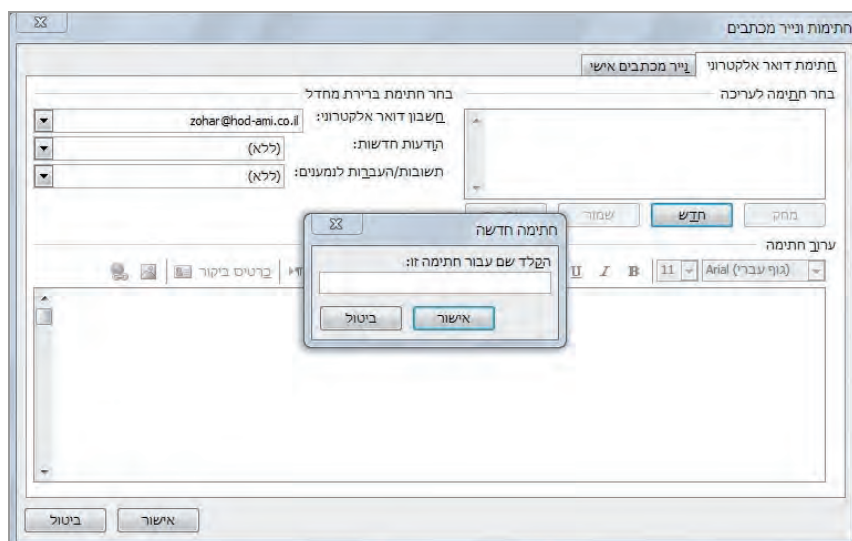 חתימות ונייר מכתבים
חתימת דואר אלקטרוני נייר מכתבים אישי
בחר חתימה לעריכה
בחר חתימת ברירת מחדל
חשבון דואר אלקטרוני: zohar@hod-ami.co.il
הודעות חדשות: (ללא)
תשובות/העברות לנמענים: (ללא)
מחק חדש שמור
ערוך חתימה
Arial (גוף עברי) 11 B I U כרטיס ביקור
חתימה חדשה
הקלד שם עבור חתימה זו:
אישור ביטול
אישור ביטול